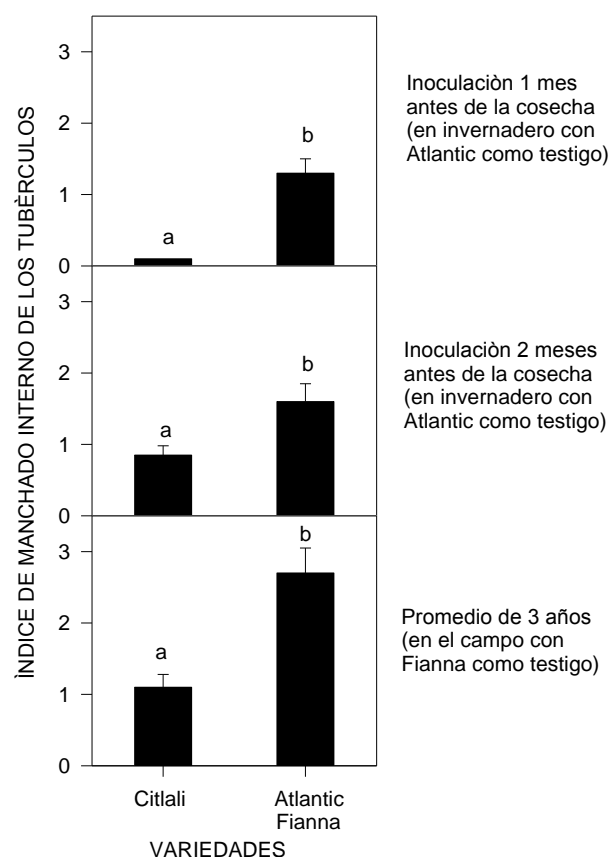 ÌNDICE DE MANCHADO INTERNO DE LOS TUBÈRCULOS
3
2
1
0
a
b
Inoculaciòn 1 mes
antes de la cosecha
(en invernadero con
Atlantic como testigo)
3
2
1
0
a
b
Inoculaciòn 2 meses
antes de la cosecha
(en invernadero con
Atlantic como testigo)
3
2
1
0
a
b
Promedio de 3 años
(en el campo con
Fianna como testigo)
Citlali
Atlantic
Fianna
VARIEDADES